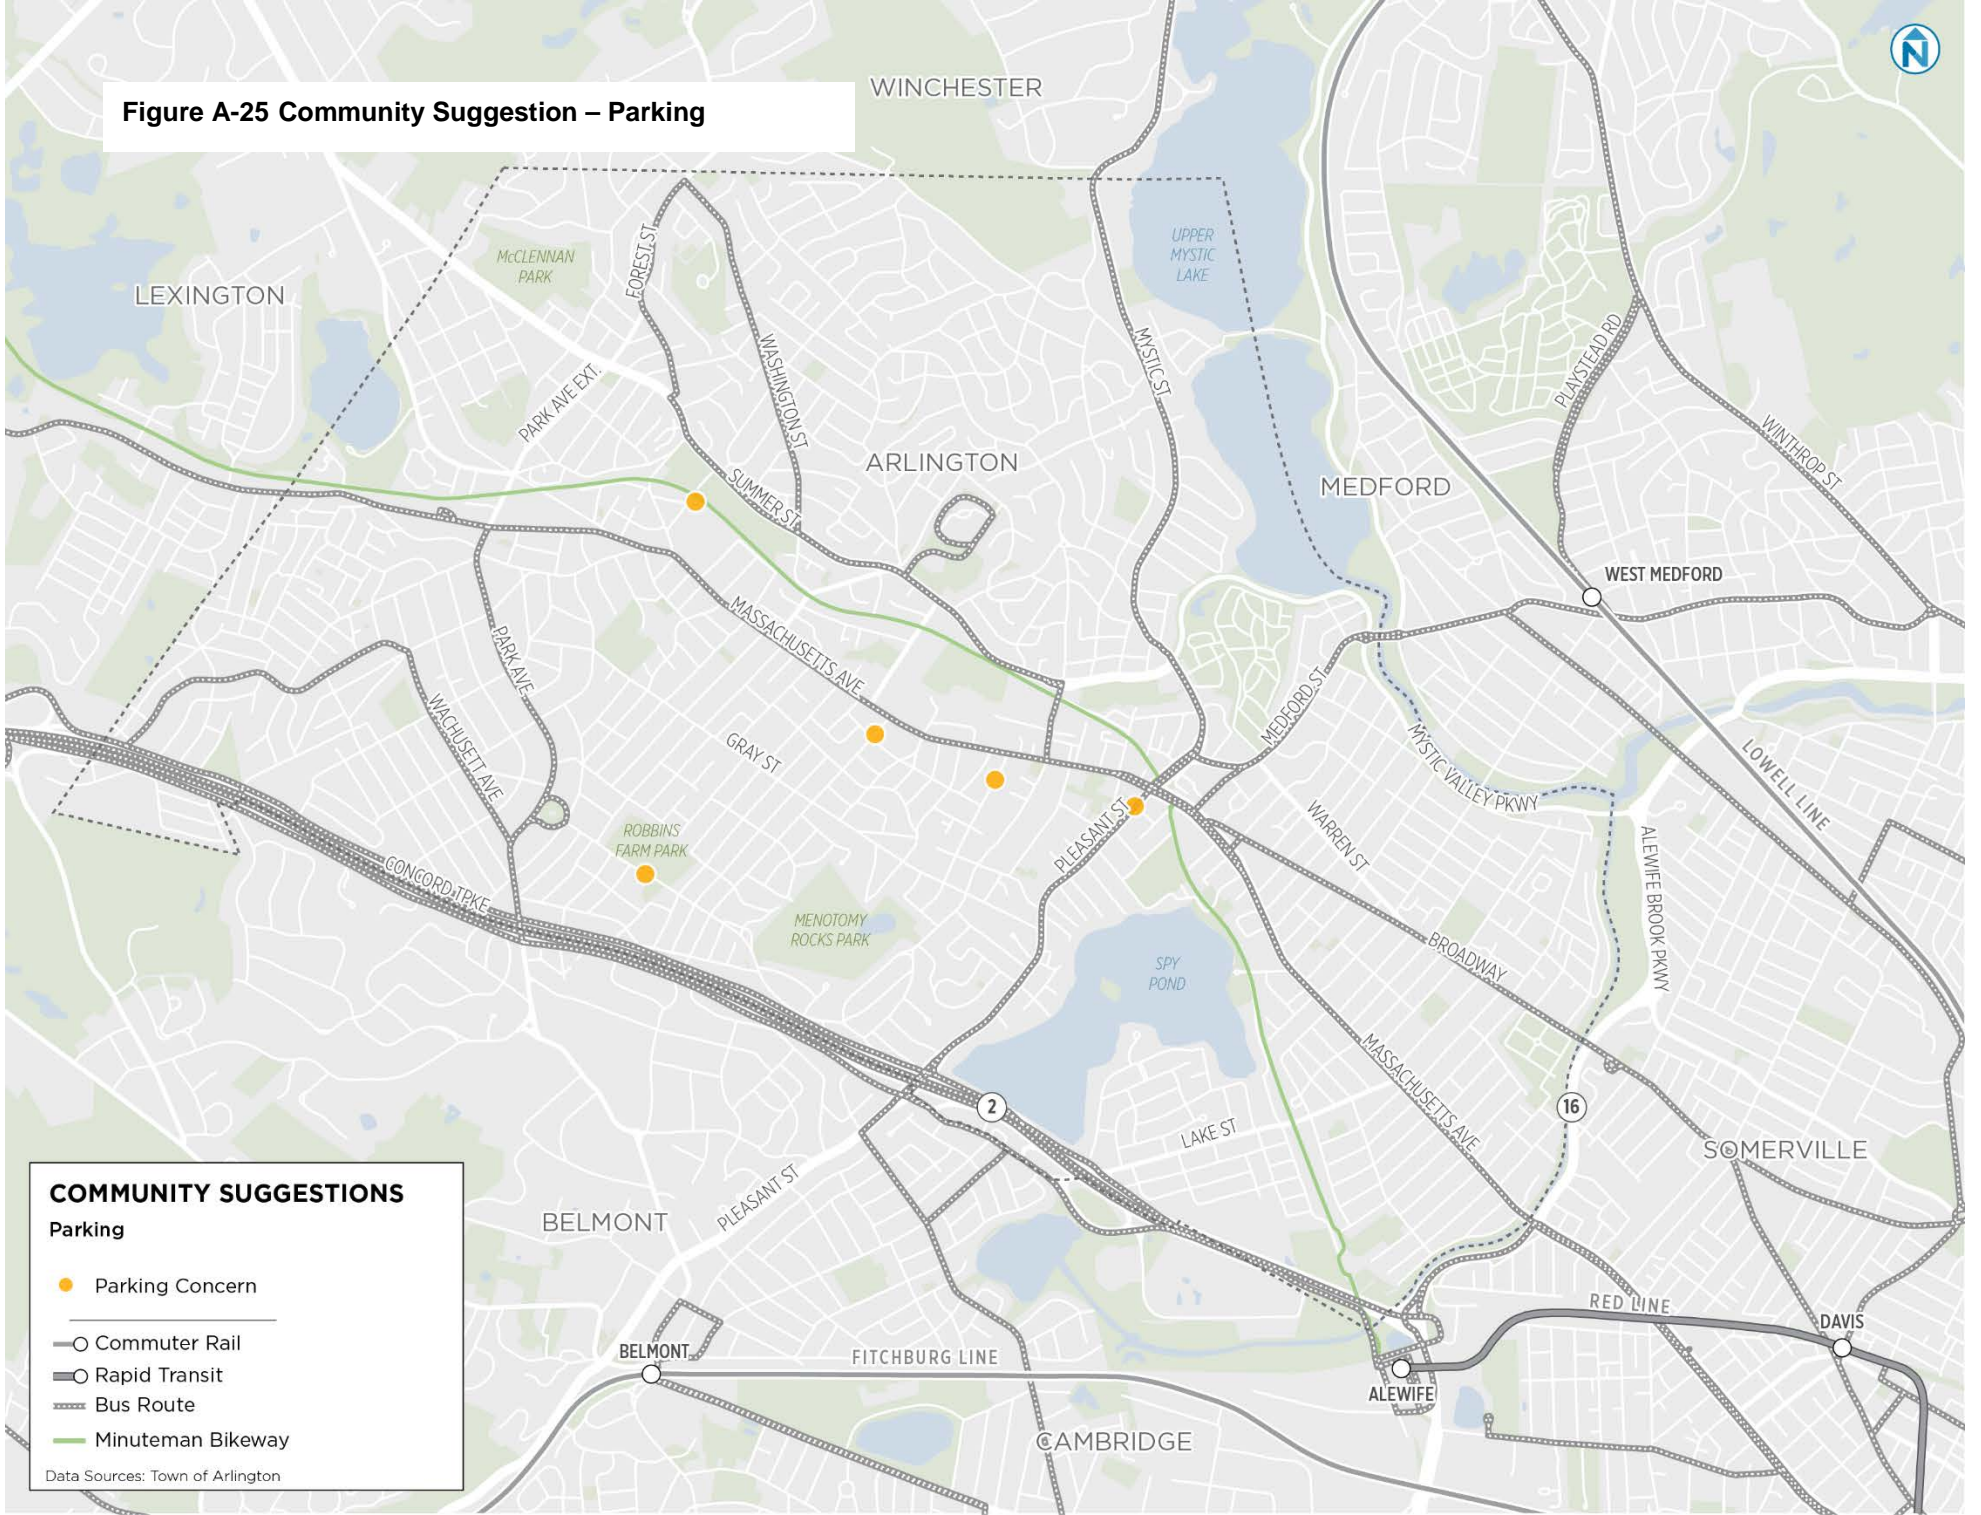 N
WINCHESTER
Figure A-25 Community Suggestion – Parking
UPPER
MYSTIC
LAKE
McCLENNAN
PARK
FOREST ST
LEXINGTON
WASHINGTON ST
MYSTIC ST
PLAYSTEAD RD
PARK AVE EXT.
WINTHROP ST
ARLINGTON
MEDFORD
SUMMER ST
WEST MEDFORD
MASSACHUSETTS AVE
PARK AVE
MEDFORD ST
WACHUSETT AVE
GRAY ST
MYSTIC VALLEY PKWY
LOWELL LINE
PLEASANT ST
WARREN ST
ROBBINS
FARM PARK
ALEWIFE BROOK PKWY
CONCORD TPKE
MENOTOMY
ROCKS PARK
BROADWAY
SPY
POND
MASSACHUSETTS AVE
2
16
LAKE ST
SOMERVILLE
PLEASANT ST
BELMONT
COMMUNITY SUGGESTIONS
Parking
Parking Concern
Commuter Rail
Rapid Transit
Bus Route
Minuteman Bikeway
Data Sources: Town of Arlington
RED LINE
DAVIS
BELMONT
FITCHBURG LINE
ALEWIFE
CAMBRIDGE